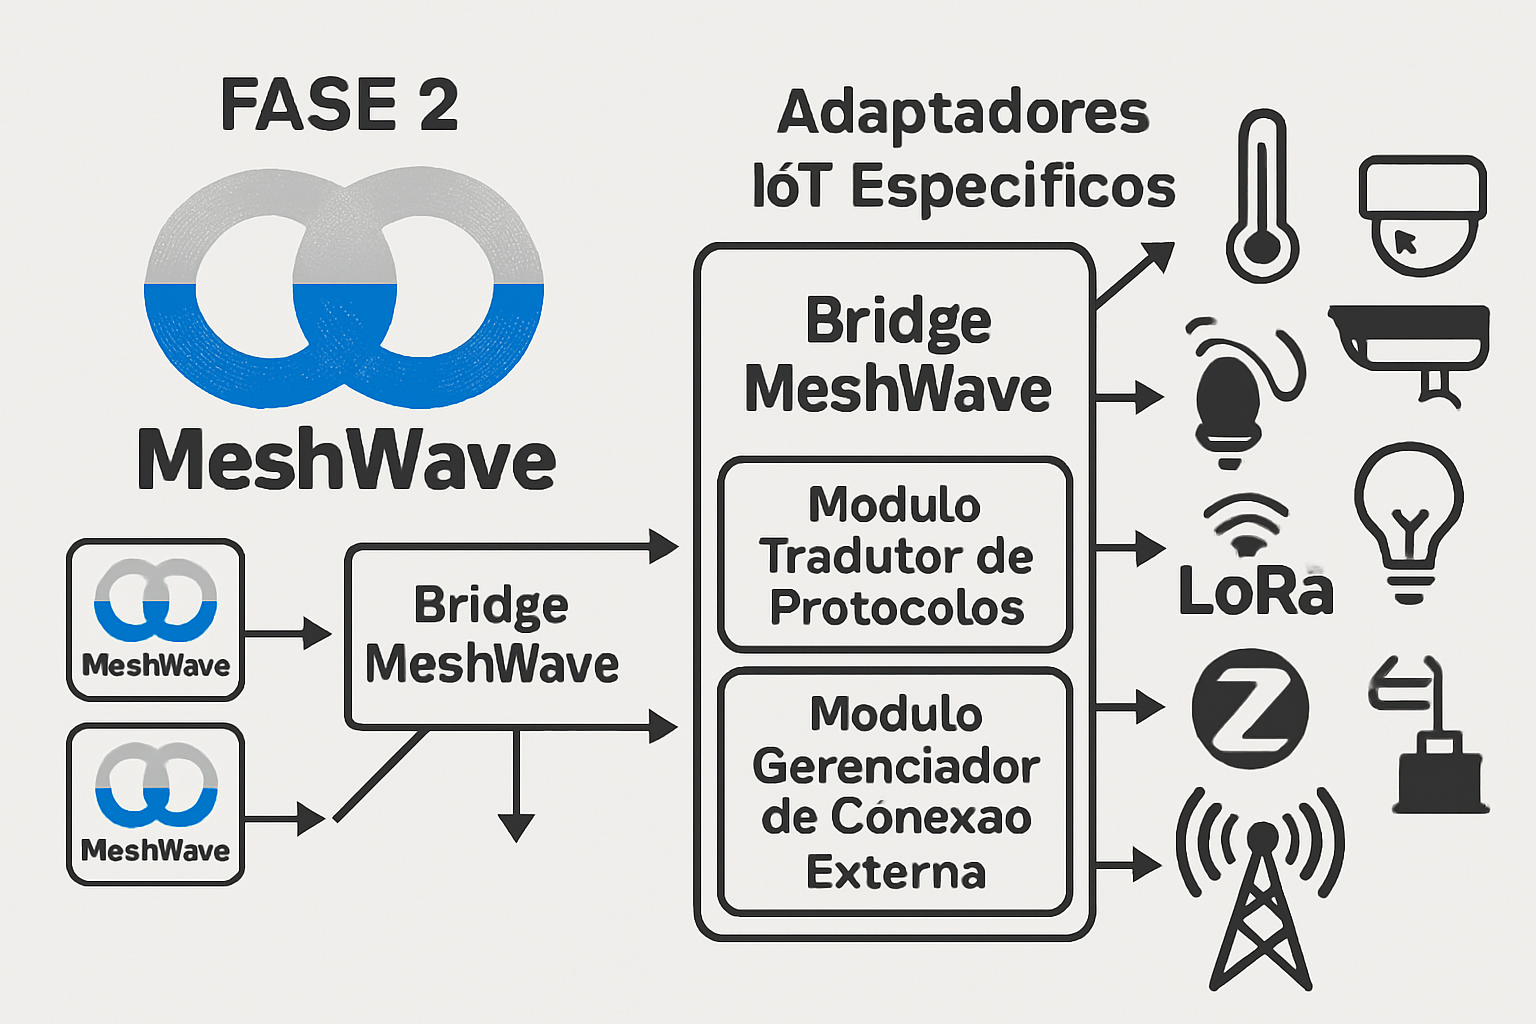 FASE 2
MeshWave
MeshWave
MeshWave
Bridge
MeshWave
Adaptadores
IóT Especificos
Bridge
MeshWave
Modulo
Tradutor de
Protocolos
Modulo
Gerenciador
de Cónexao
Externa
LoRa
Z